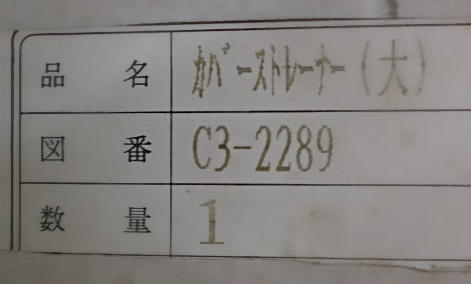 品名 カバーストレーナー(大)
図番 C3-2289
数量 1